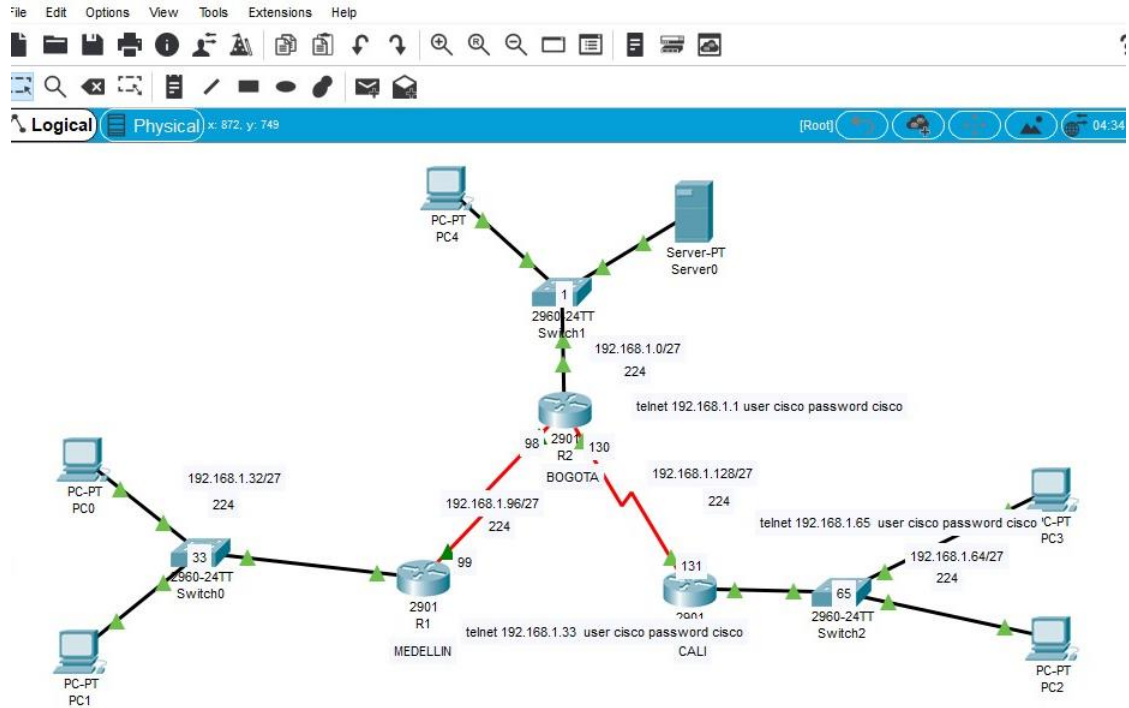 File Edit Options View Tools Extensions Help
Logical Physical x: 872, y: 749 [Root] 04:34
PC-PT
PC4
Server-PT
Server0
1
2960-24TT
Switch1
192.168.1.0/27
224
telnet 192.168.1.1 user cisco password cisco
98
2901
R2
130
BOGOTA
192.168.1.32/27
224
PC-PT
PC0
192.168.1.96/27
224
192.168.1.128/27
224
telnet 192.168.1.65 user cisco password cisco
PC-PT
PC3
192.168.1.64/27
224
33
2960-24TT
Switch0
99
131
65
2960-24TT
Switch2
2901
R1
2901
telnet 192.168.1.33 user cisco password cisco
MEDELLIN
CALI
PC-PT
PC1
PC-PT
PC2